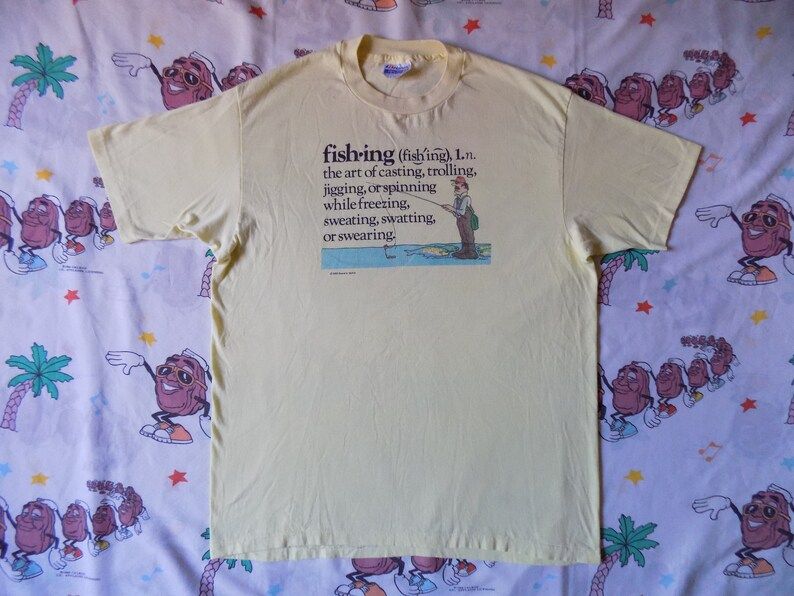 fish·ing (fish′ing), 1.n.
the art of casting, trolling,
jigging, or spinning
while freezing,
sweating, swatting,
or swearing.